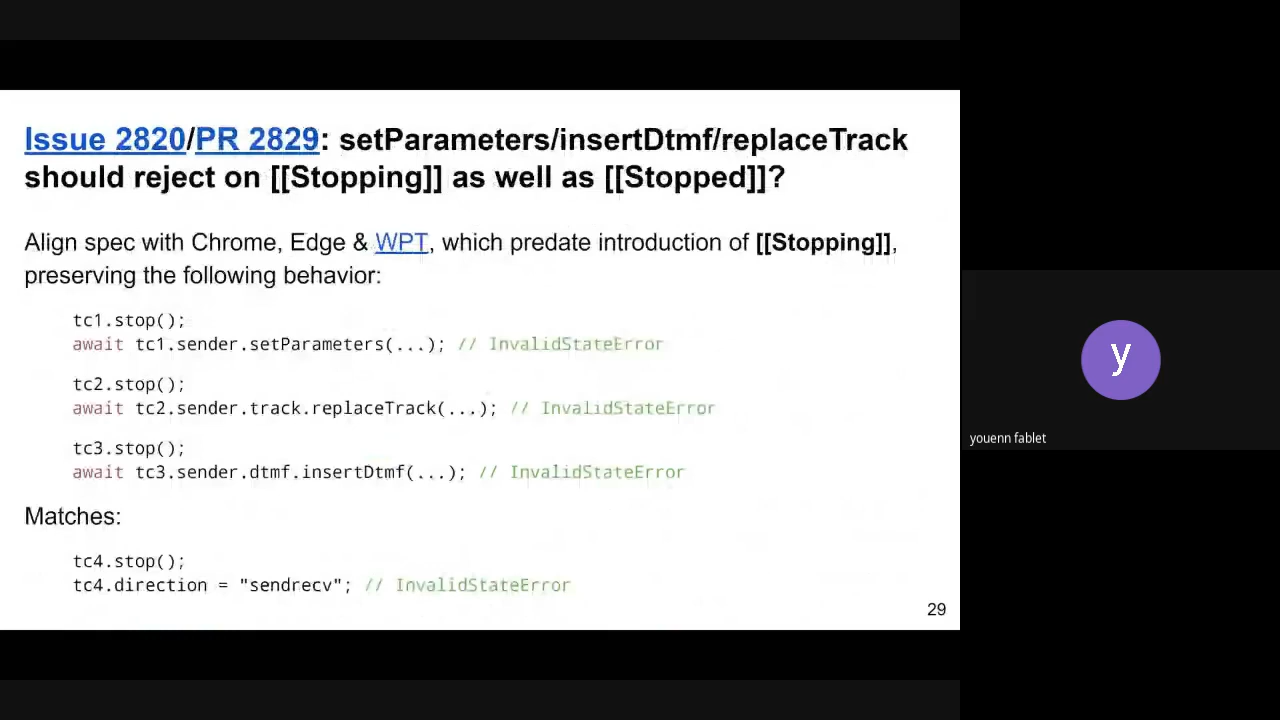 Issue 2820/PR 2829: setParameters/insertDtmf/replaceTrack
should reject on [[Stopping]] as well as [[Stopped]]?
Align spec with Chrome, Edge & WPT, which predate introduction of [[Stopping]],
preserving the following behavior:
tc1.stop();
await tc1.sender.setParameters(...); // InvalidStateError
tc2.stop();
await tc2.sender.track.replaceTrack(...); // InvalidStateError
tc3.stop();
await tc3.sender.dtmf.insertDtmf(...); // InvalidStateError
Matches:
tc4.stop();
tc4.direction = "sendrecv"; // InvalidStateError
29
y
youenn fablet